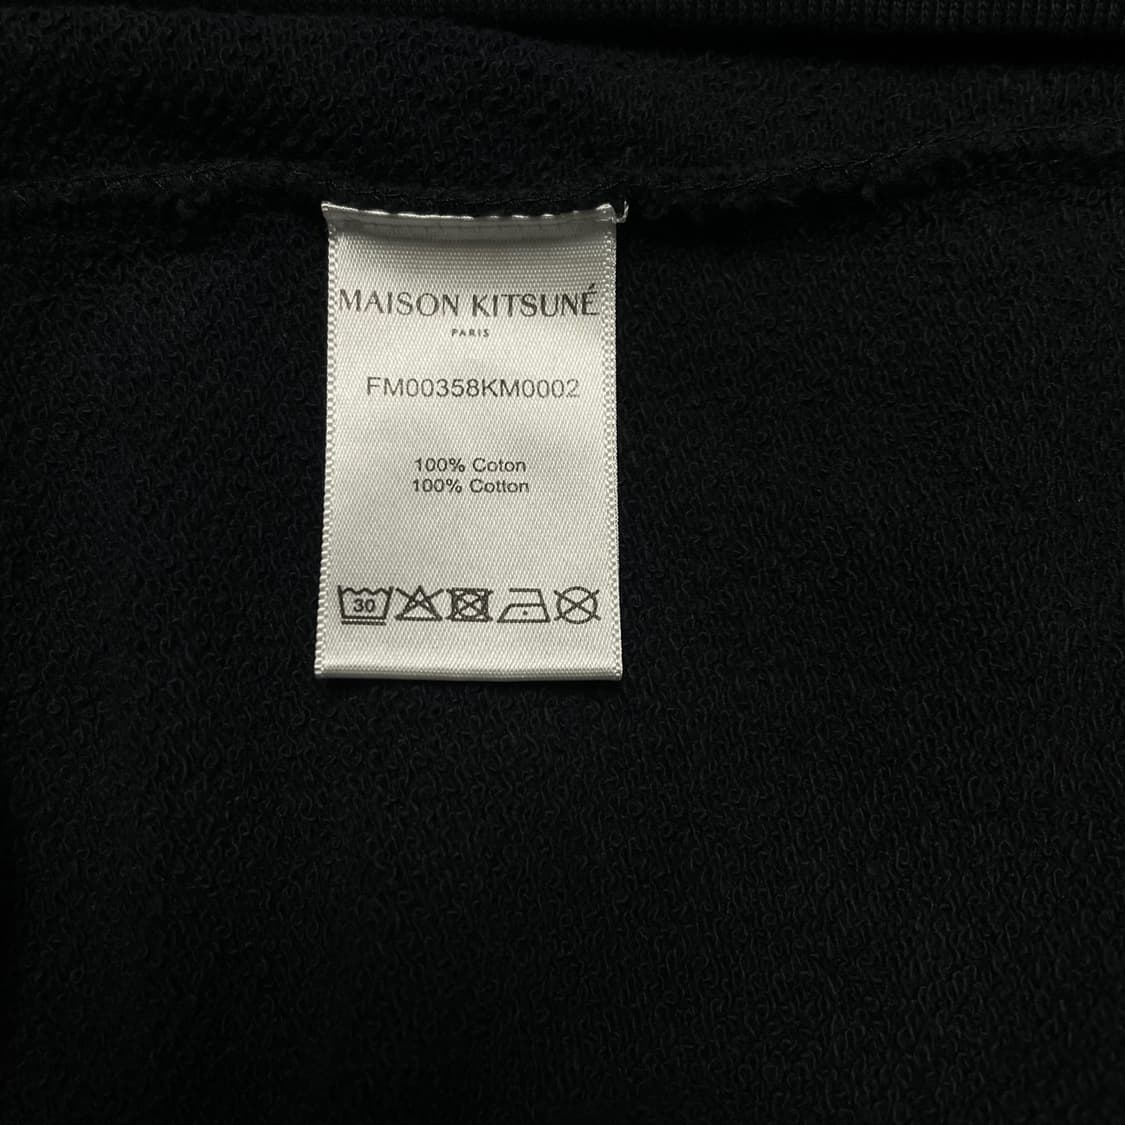 MAISON KITSUNÉ
PARIS
FM00358KM0002
100% Coton
100% Cotton
30